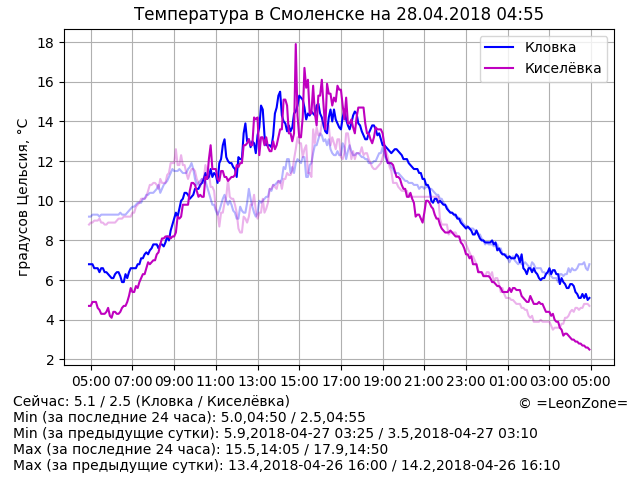 Температура в Смоленске на 28.04.2018 04:55
Кловка
Киселёвка
градусов Цельсия, °C
18
16
14
12
10
8
6
4
2
05:00 07:00 09:00 11:00 13:00 15:00 17:00 19:00 21:00 23:00 01:00 03:00 05:00
Сейчас: 5.1 / 2.5 (Кловка / Киселёвка)
© =LeonZone=
Min (за последние 24 часа): 5.0,04:50 / 2.5,04:55
Min (за предыдущие сутки): 5.9,2018-04-27 03:25 / 3.5,2018-04-27 03:10
Max (за последние 24 часа): 15.5,14:05 / 17.9,14:50
Max (за предыдущие сутки): 13.4,2018-04-26 16:00 / 14.2,2018-04-26 16:10